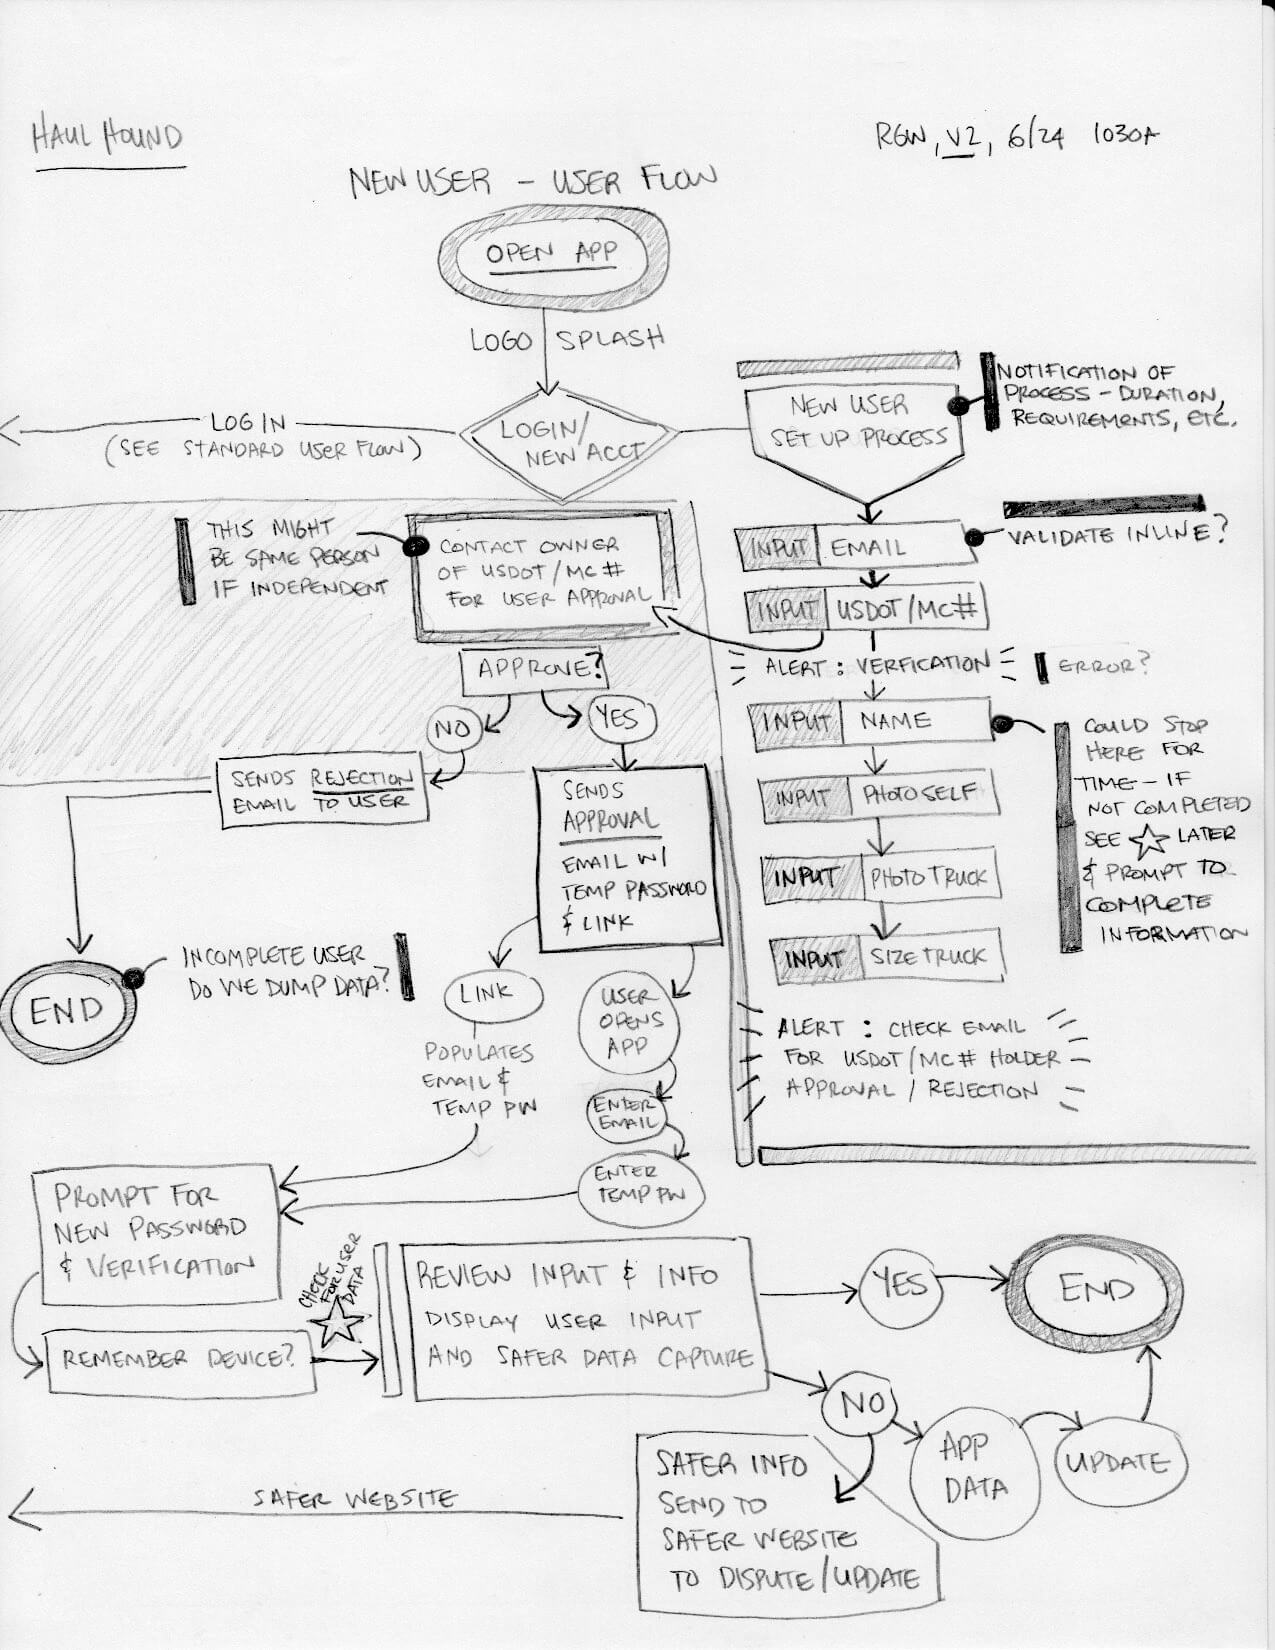 HAUL HOUND
RGW, V2, 6/24 1030A
NEW USER - USER FLOW
OPEN APP
LOGO SPLASH
LOGIN/
NEW ACCT
LOG IN
(SEE STANDARD USER FLOW)
NEW USER
SET UP PROCESS
NOTIFICATION OF
PROCESS - DURATION,
REQUIREMENTS, ETC.
INPUT EMAIL
VALIDATE INLINE?
INPUT USDOT/MC#
THIS MIGHT
BE SAME PERSON
IF INDEPENDENT
CONTACT OWNER
OF USDOT/MC#
FOR USER APPROVAL
ALERT: VERFICATION
ERROR?
APPROVE?
NO
YES
INPUT NAME
COULD STOP
HERE FOR
TIME - IF
NOT COMPLETED
SEE ☆ LATER
& PROMPT TO
COMPLETE
INFORMATION
INPUT PHOTO SELF
INPUT PHOTO TRUCK
INPUT SIZE TRUCK
SENDS REJECTION
EMAIL TO USER
SENDS
APPROVAL
EMAIL W/
TEMP PASSWORD
& LINK
END
INCOMPLETE USER
DO WE DUMP DATA?
LINK
POPULATES
EMAIL &
TEMP PW
USER
OPENS
APP
ENTER
EMAIL
ENTER
TEMP PW
ALERT: CHECK EMAIL
FOR USDOT/MC# HOLDER
APPROVAL/REJECTION
PROMPT FOR
NEW PASSWORD
& VERIFICATION
REMEMBER DEVICE?
CHECK
FOR USER
DATA
REVIEW INPUT & INFO
DISPLAY USER INPUT
AND SAFER DATA CAPTURE
YES
END
NO
APP
DATA
UPDATE
SAFER INFO
SEND TO
SAFER WEBSITE
TO DISPUTE/UPDATE
SAFER WEBSITE